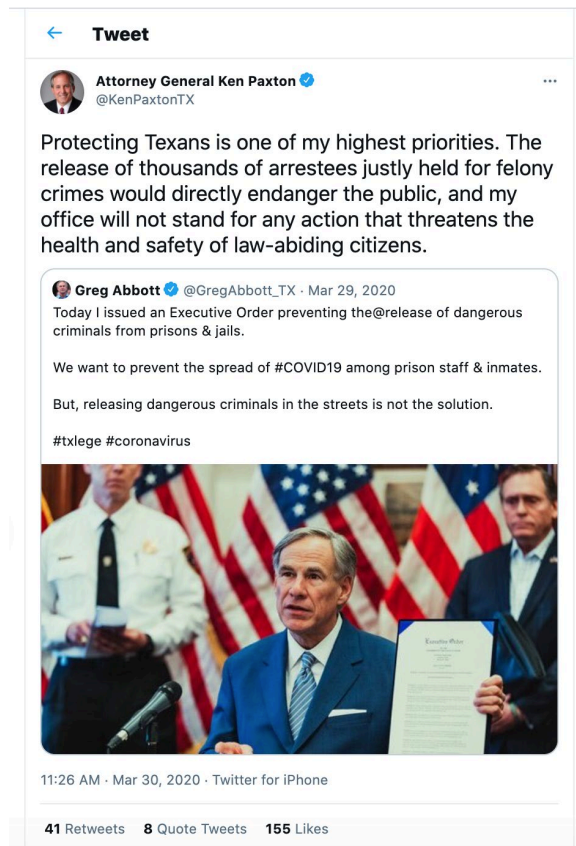 Tweet
Attorney General Ken Paxton
@KenPaxtonTX
Protecting Texans is one of my highest priorities. The
release of thousands of arrestees justly held for felony
crimes would directly endanger the public, and my
office will not stand for any action that threatens the
health and safety of law-abiding citizens.
Greg Abbott @GregAbbott_TX · Mar 29, 2020
Today I issued an Executive Order preventing the@release of dangerous
criminals from prisons & jails.
We want to prevent the spread of #COVID19 among prison staff & inmates.
But, releasing dangerous criminals in the streets is not the solution.
#txlege #coronavirus
Executive Order
11:26 AM · Mar 30, 2020 · Twitter for iPhone
41 Retweets 8 Quote Tweets 155 Likes